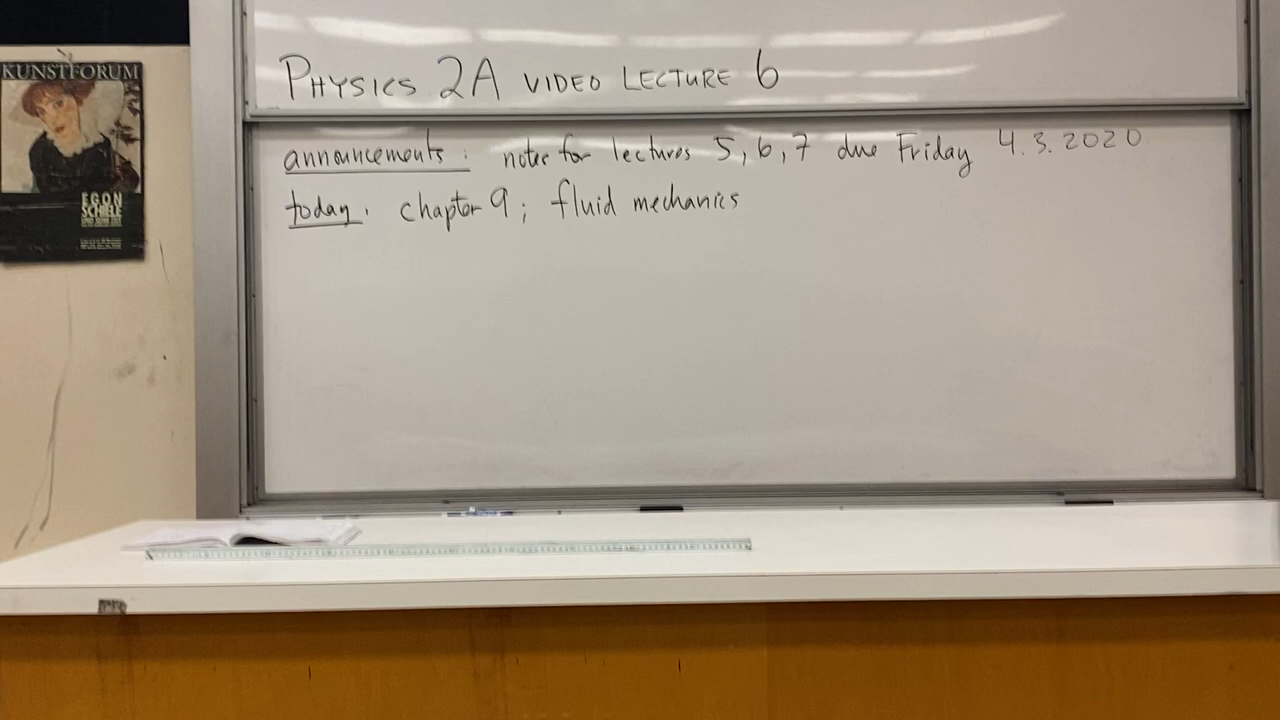 KUNSTFORUM
EGON
SCHIELE
PHYSICS 2A VIDEO LECTURE 6
announcements: notes for lectures 5, 6, 7 due Friday 4.3.2020
today: chapter 9; fluid mechanics